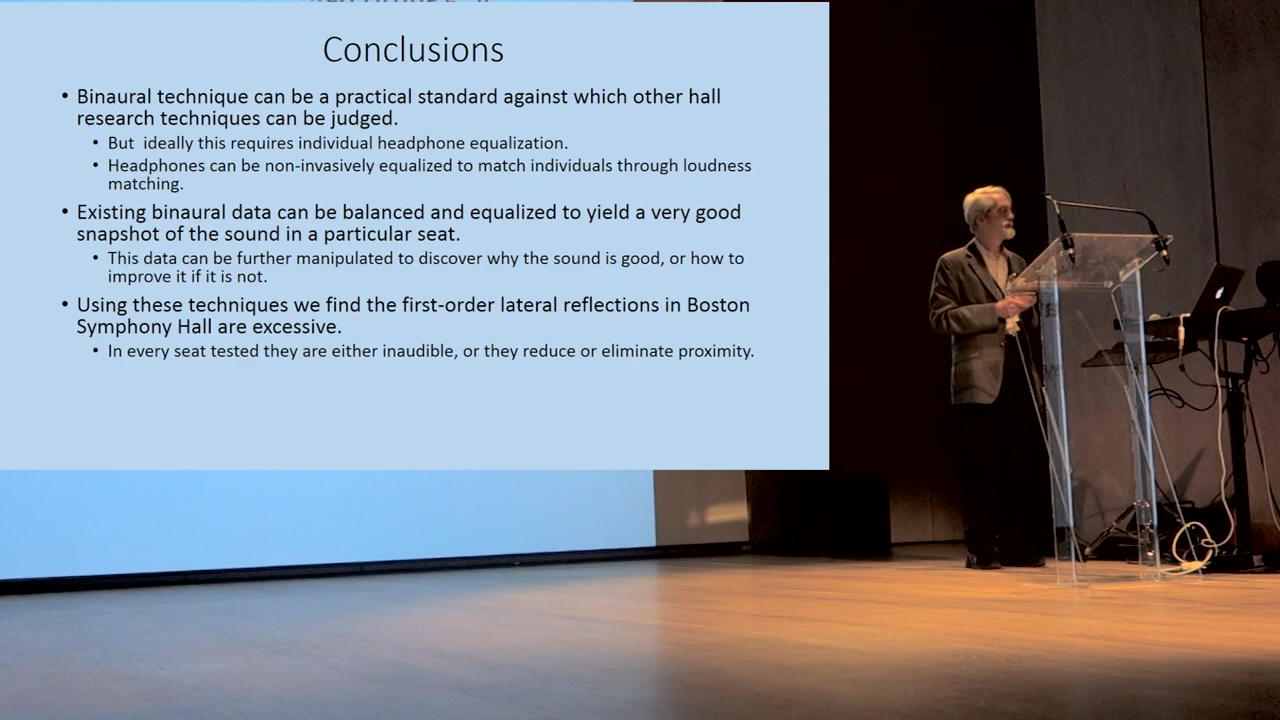 Conclusions
• Binaural technique can be a practical standard against which other hall
research techniques can be judged.
• But  ideally this requires individual headphone equalization.
• Headphones can be non-invasively equalized to match individuals through loudness
matching.
• Existing binaural data can be balanced and equalized to yield a very good
snapshot of the sound in a particular seat.
• This data can be further manipulated to discover why the sound is good, or how to
improve it if it is not.
• Using these techniques we find the first-order lateral reflections in Boston
Symphony Hall are excessive.
• In every seat tested they are either inaudible, or they reduce or eliminate proximity.